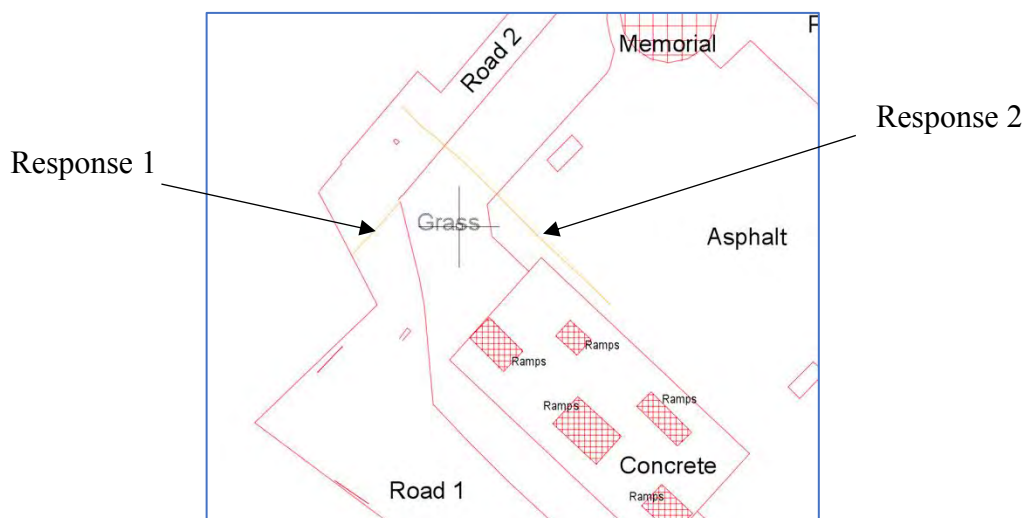 Road 2
Memorial
F
Response 2
Response 1
Grass
Asphalt
Ramps
Ramps
Ramps
Ramps
Concrete
Road 1
Ramps